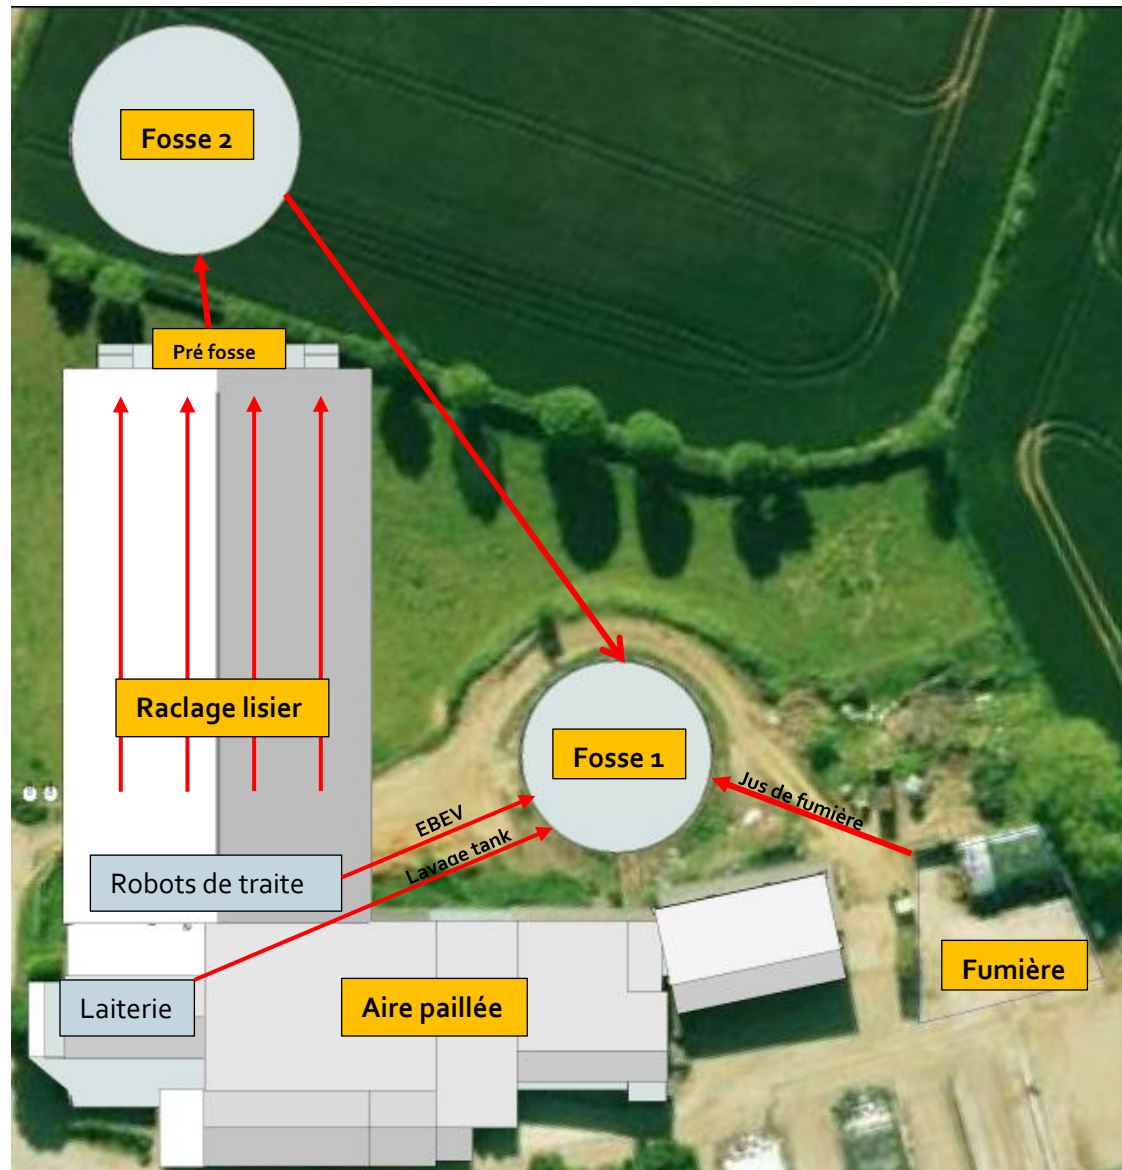 Fosse 2
Pré fosse
Raclage lisier
Fosse 1
Jus de fumière
EBEV
Lavage tank
Robots de traite
Fumière
Laiterie
Aire paillée